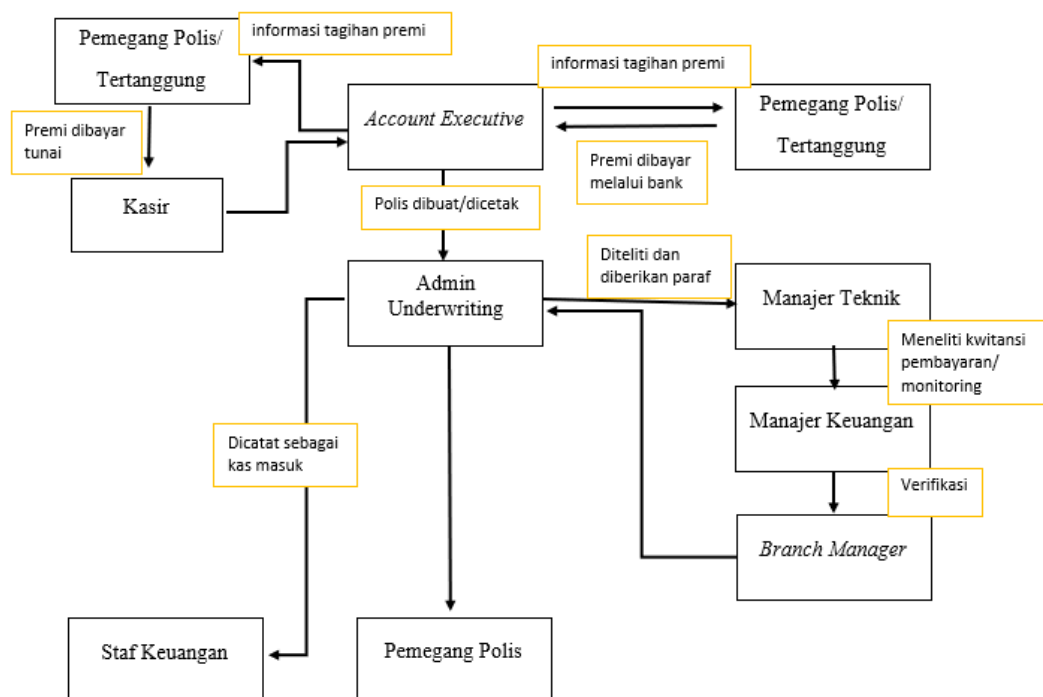 informasi tagihan premi
Pemegang Polis/
Tertanggung
informasi tagihan premi
Account Executive
Pemegang Polis/
Tertanggung
Premi dibayar
tunai
Premi dibayar
melalui bank
Kasir
Polis dibuat/dicetak
Diteliti dan
diberikan paraf
Admin
Underwriting
Manajer Teknik
Meneliti kwitansi
pembayaran/
monitoring
Manajer Keuangan
Dicatat sebagai
kas masuk
Verifikasi
Branch Manager
Staf Keuangan
Pemegang Polis